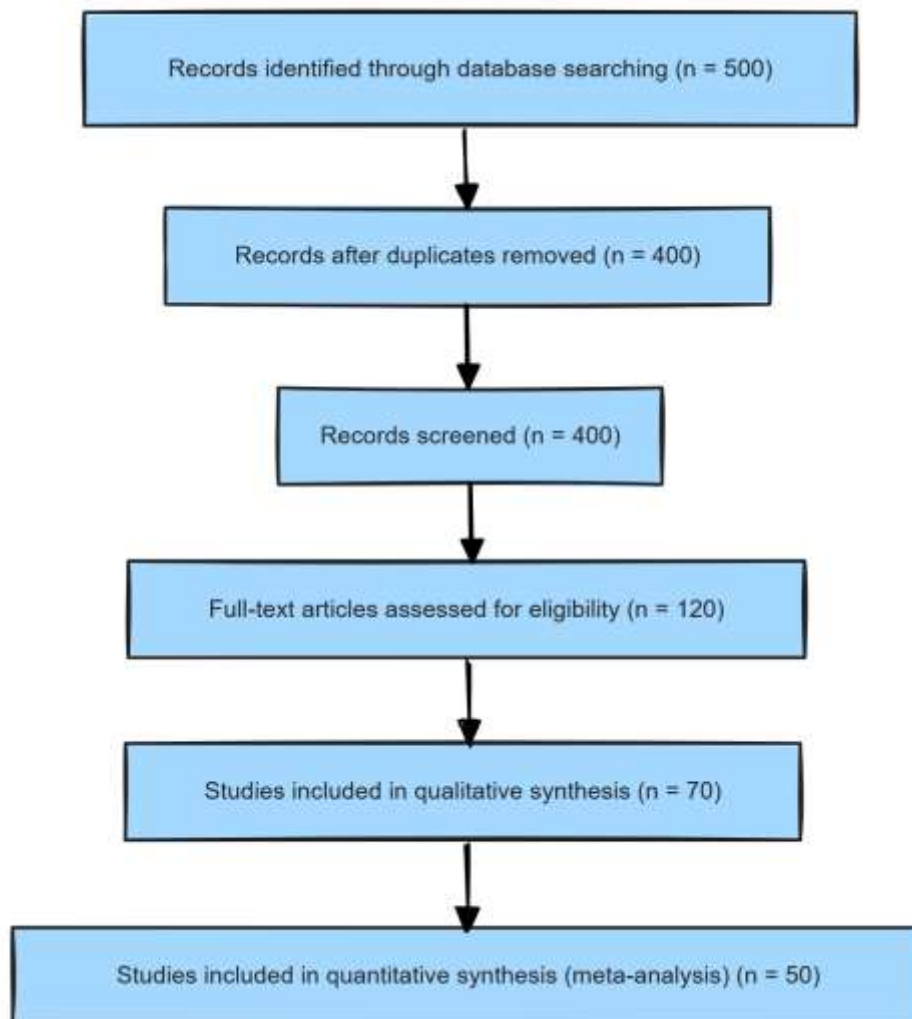 Records identified through database searching (n = 500)
Records after duplicates removed (n = 400)
Records screened (n = 400)
Full-text articles assessed for eligibility (n = 120)
Studies included in qualitative synthesis (n = 70)
Studies included in quantitative synthesis (meta-analysis) (n = 50)